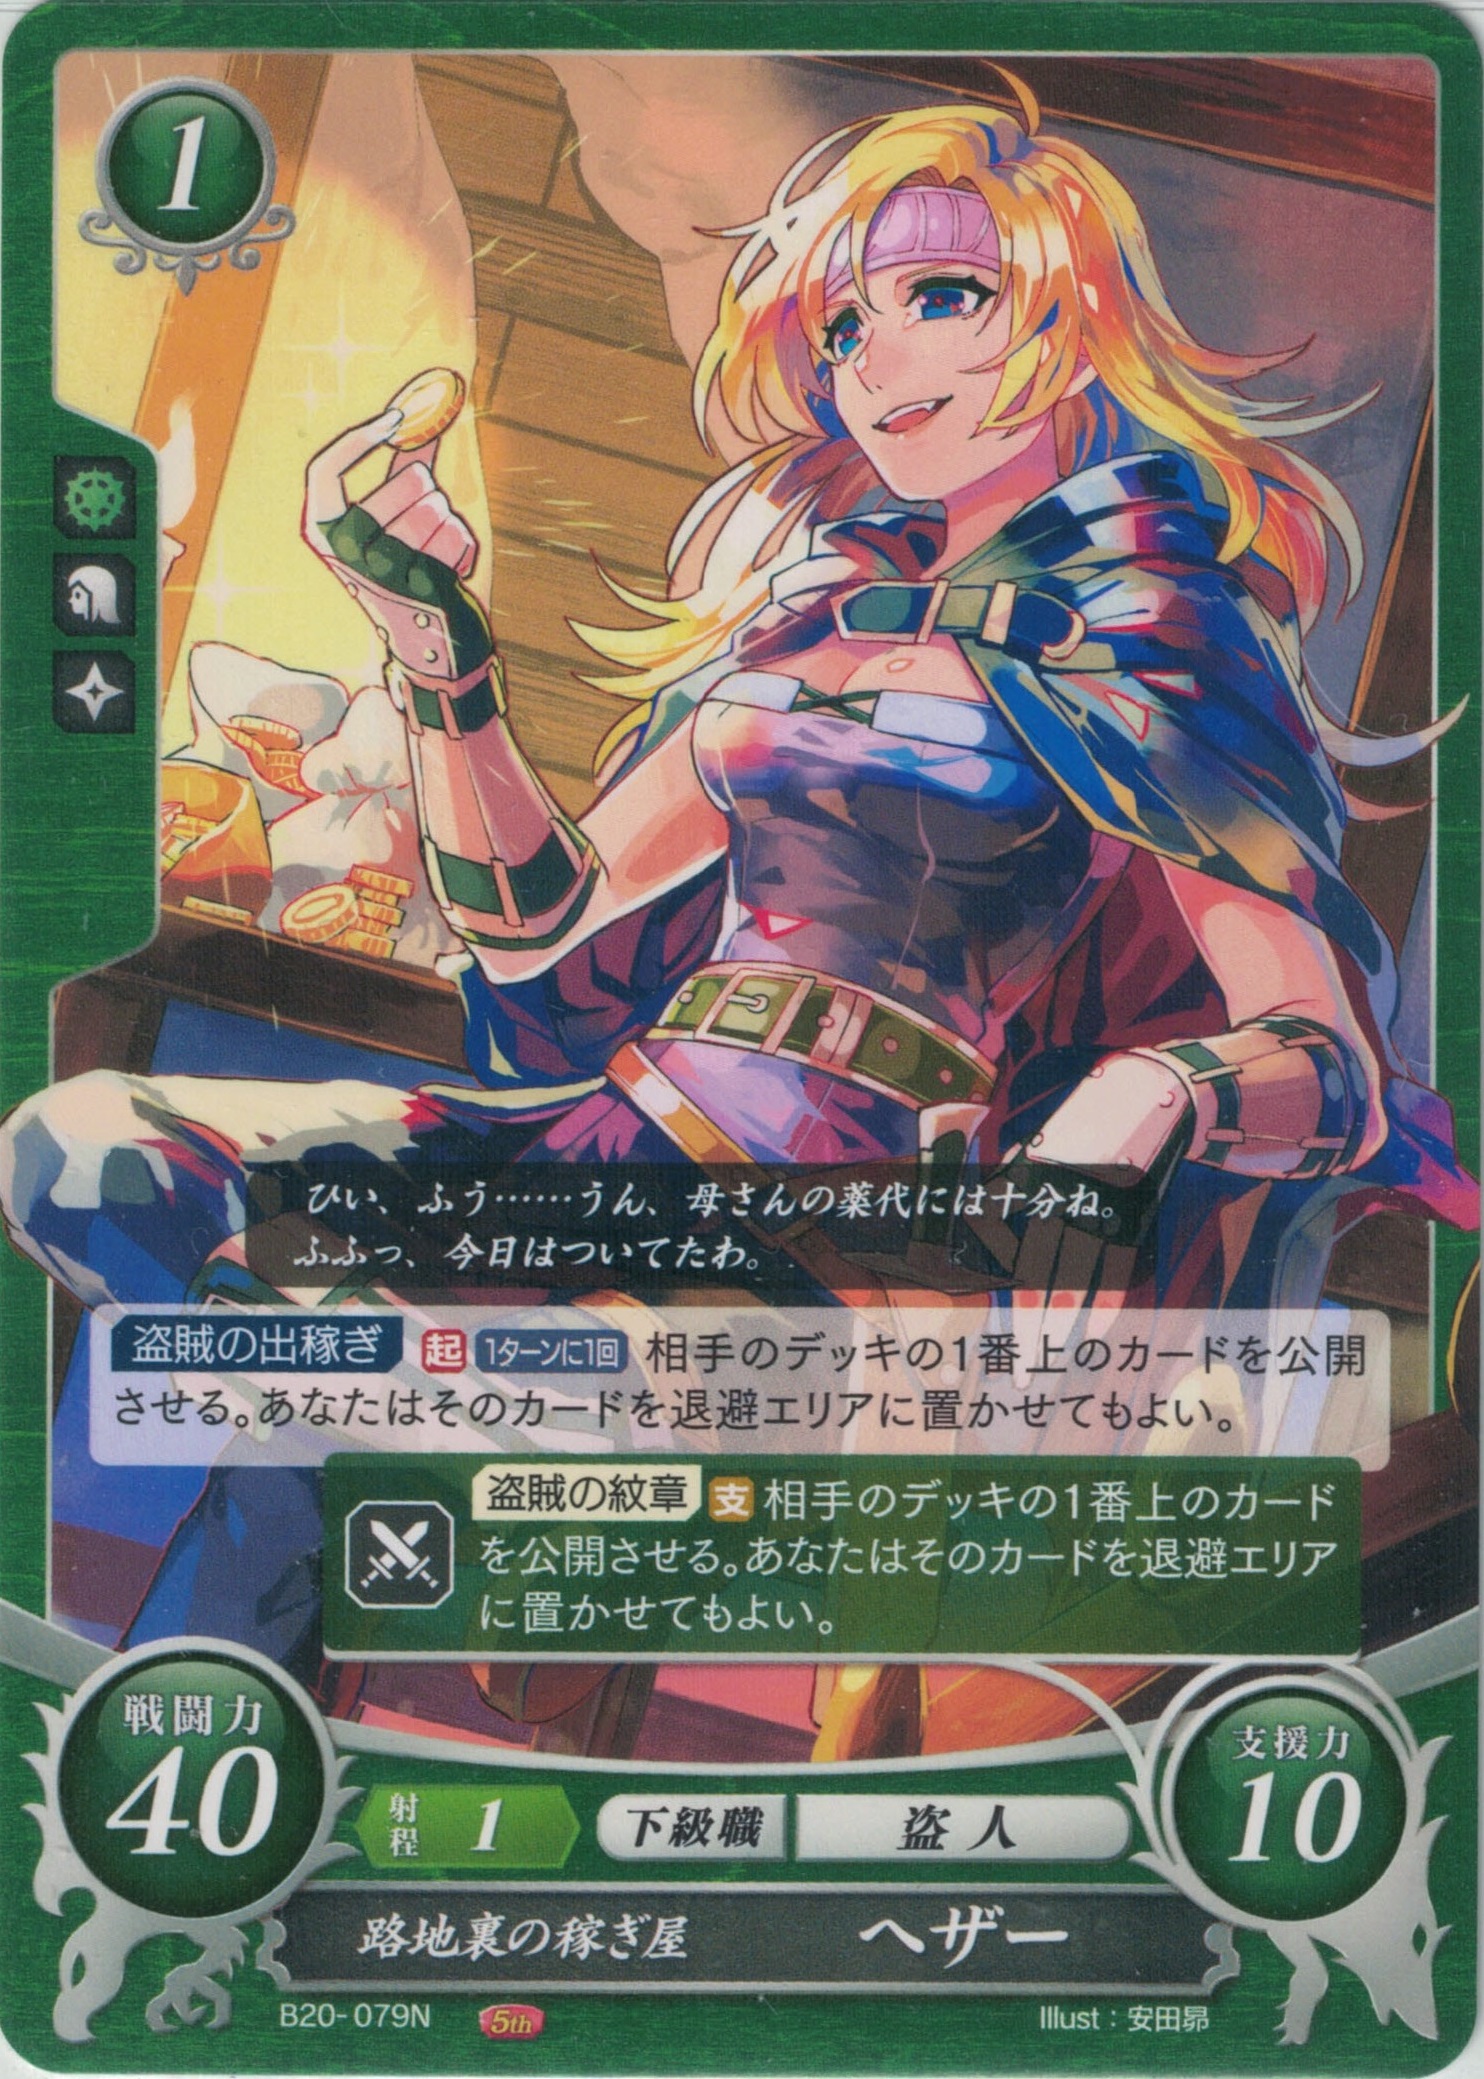 1
ひい、ふう……うん、母さんの薬代には十分ね。
ふふっ、今日はついてたわ。
盗賊の出稼ぎ 起 1ターンに1回 相手のデッキの1番上のカードを公開
させる。あなたはそのカードを退避エリアに置かせてもよい。
盗賊の紋章 支 相手のデッキの1番上のカード
を公開させる。あなたはそのカードを退避エリア
に置かせてもよい。
戦闘力
40
射程 1
下級職 盗人
支援力
10
路地裏の稼ぎ屋 ヘザー
B20-079N 5th Illust：安田昴